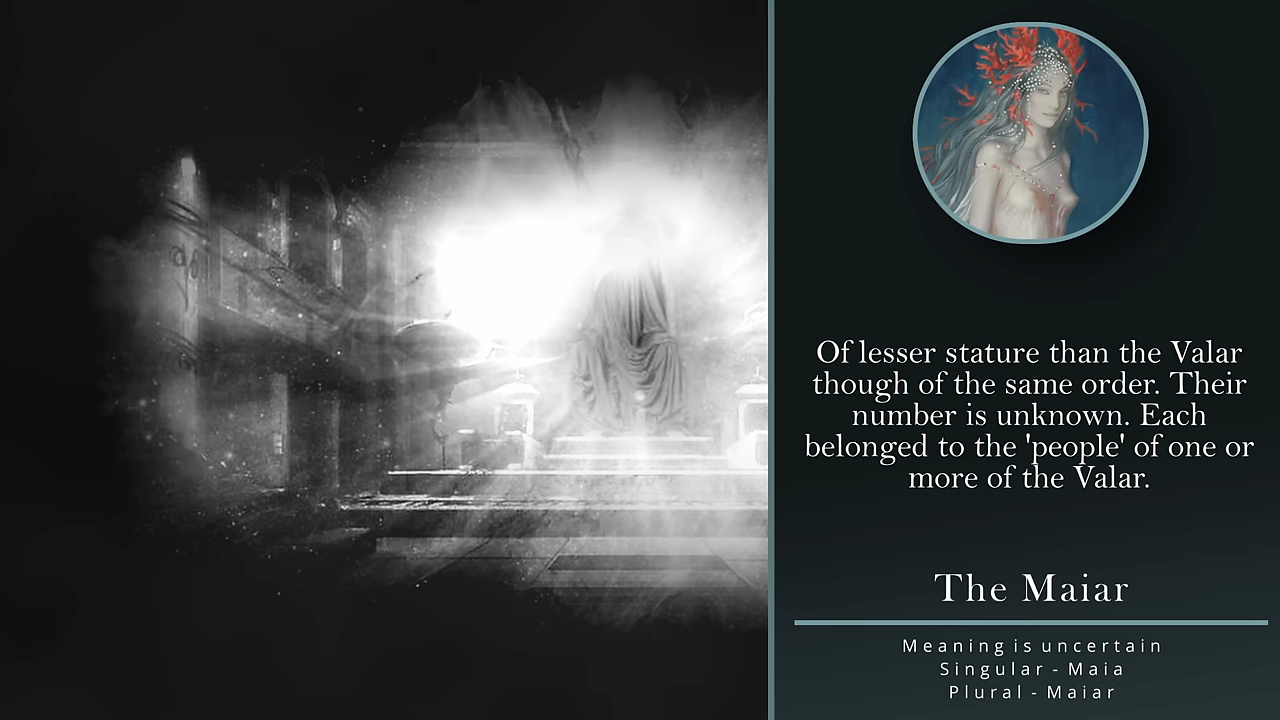 Of lesser stature than the Valar
though of the same order. Their
number is unknown. Each
belonged to the 'people' of one or
more of the Valar.
The Maiar
Meaning is uncertain
Singular - Maia
Plural - Maiar